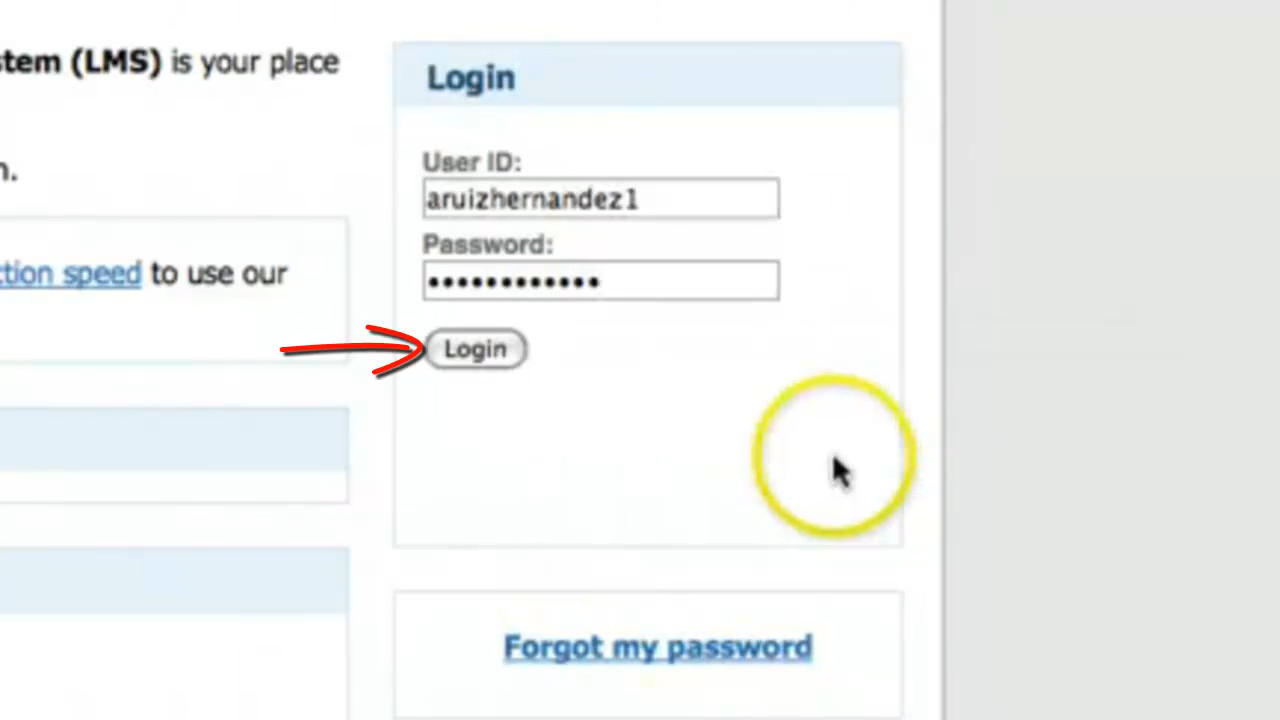 stem (LMS) is your place
n.
ction speed to use our
Login
User ID:
aruizhernandez1
Password:
••••••••••••
Login
Forgot my password